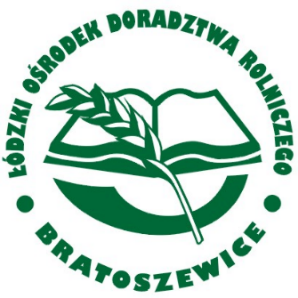 ŁÓDZKI OŚRODEK DORADZTWA ROLNICZEGO
BRATOSZEWICE